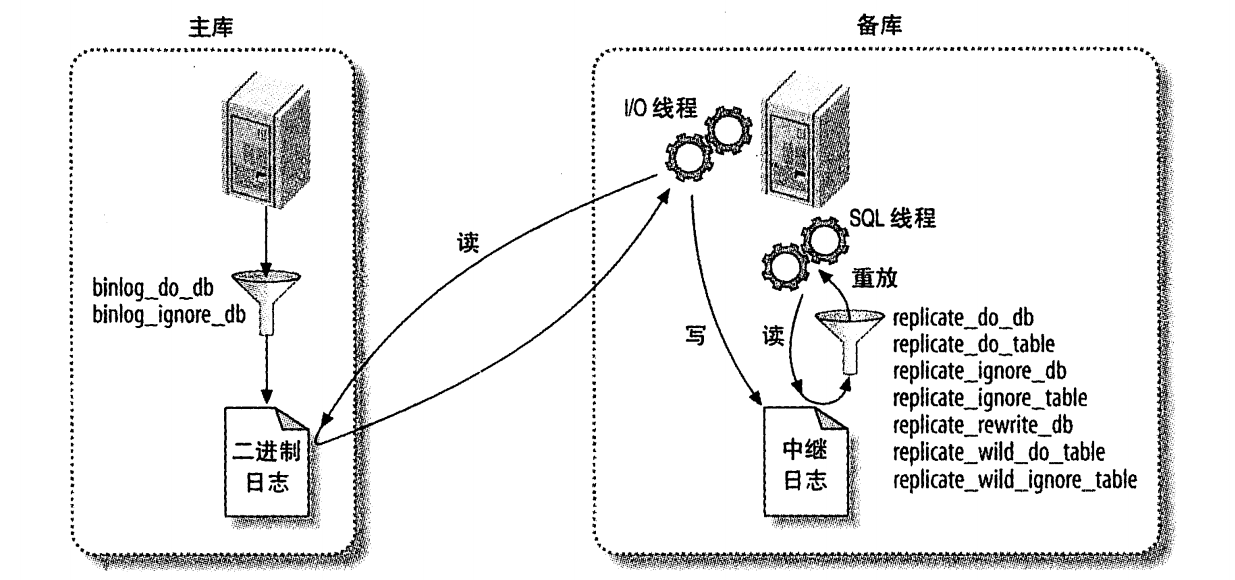 主库
备库
I/O 线程
SQL 线程
读
重放
binlog_do_db
binlog_ignore_db
写
读
replicate_do_db
replicate_do_table
replicate_ignore_db
replicate_ignore_table
replicate_rewrite_db
replicate_wild_do_table
replicate_wild_ignore_table
二进制
日志
中继
日志